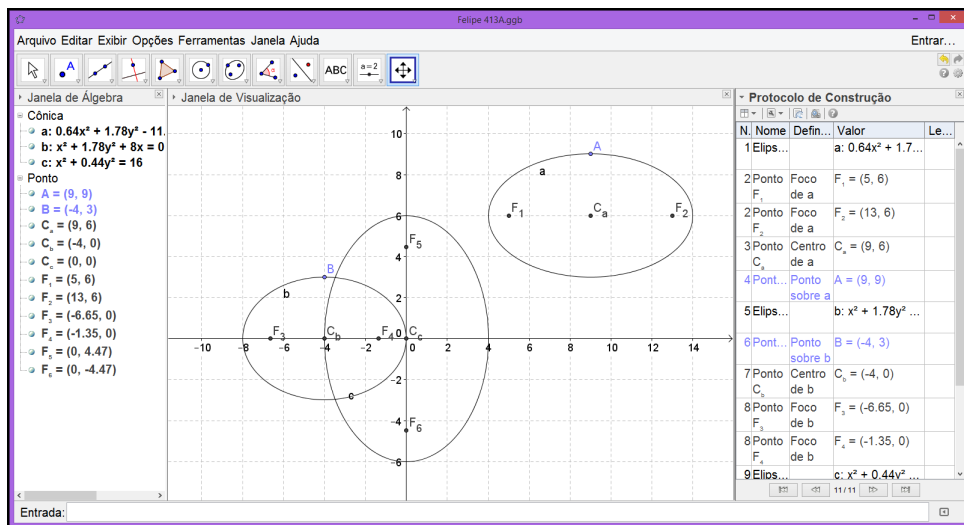 Felipe 413A.ggb
Arquivo Editar Exibir Opções Ferramentas Janela Ajuda
Entrar...
ABC
a=2
Janela de Álgebra
Cônica
a: 0.64x² + 1.78y² - 11.
b: x² + 1.78y² + 8x = 0
c: x² + 0.44y² = 16
Ponto
A = (9, 9)
B = (-4, 3)
Cₐ = (9, 6)
C_b = (-4, 0)
C_c = (0, 0)
F₁ = (5, 6)
F₂ = (13, 6)
F₃ = (-6.65, 0)
F₄ = (-1.35, 0)
F₅ = (0, 4.47)
F₆ = (0, -4.47)
Janela de Visualização
10
A
8
a
F₁
Cₐ
F₂
6
F₅
4
B
b
2
0
F₃
C_b
F₄
C_c
-10 -8 -6 -4 -2 0 2 4 6 8 10 12 14
-2
c
-4
F₆
-6
Protocolo de Construção
N. Nome Defin... Valor Le...
1 Elips... a: 0.64x² + 1.7...
2 Ponto Foco F₁ = (5, 6)
F₁ de a
2 Ponto Foco F₂ = (13, 6)
F₂ de a
3 Ponto Centro Cₐ = (9, 6)
Cₐ de a
4 Pont... Ponto A = (9, 9)
sobre a
5 Elips... b: x² + 1.78y² ...
6 Pont... Ponto B = (-4, 3)
sobre b
7 Ponto Centro C_b = (-4, 0)
C_b de b
8 Ponto Foco F₃ = (-6.65, 0)
F₃ de b
8 Ponto Foco F₄ = (-1.35, 0)
F₄ de b
9 Elips... c: x² + 0.44y² ...
11/11
Entrada: